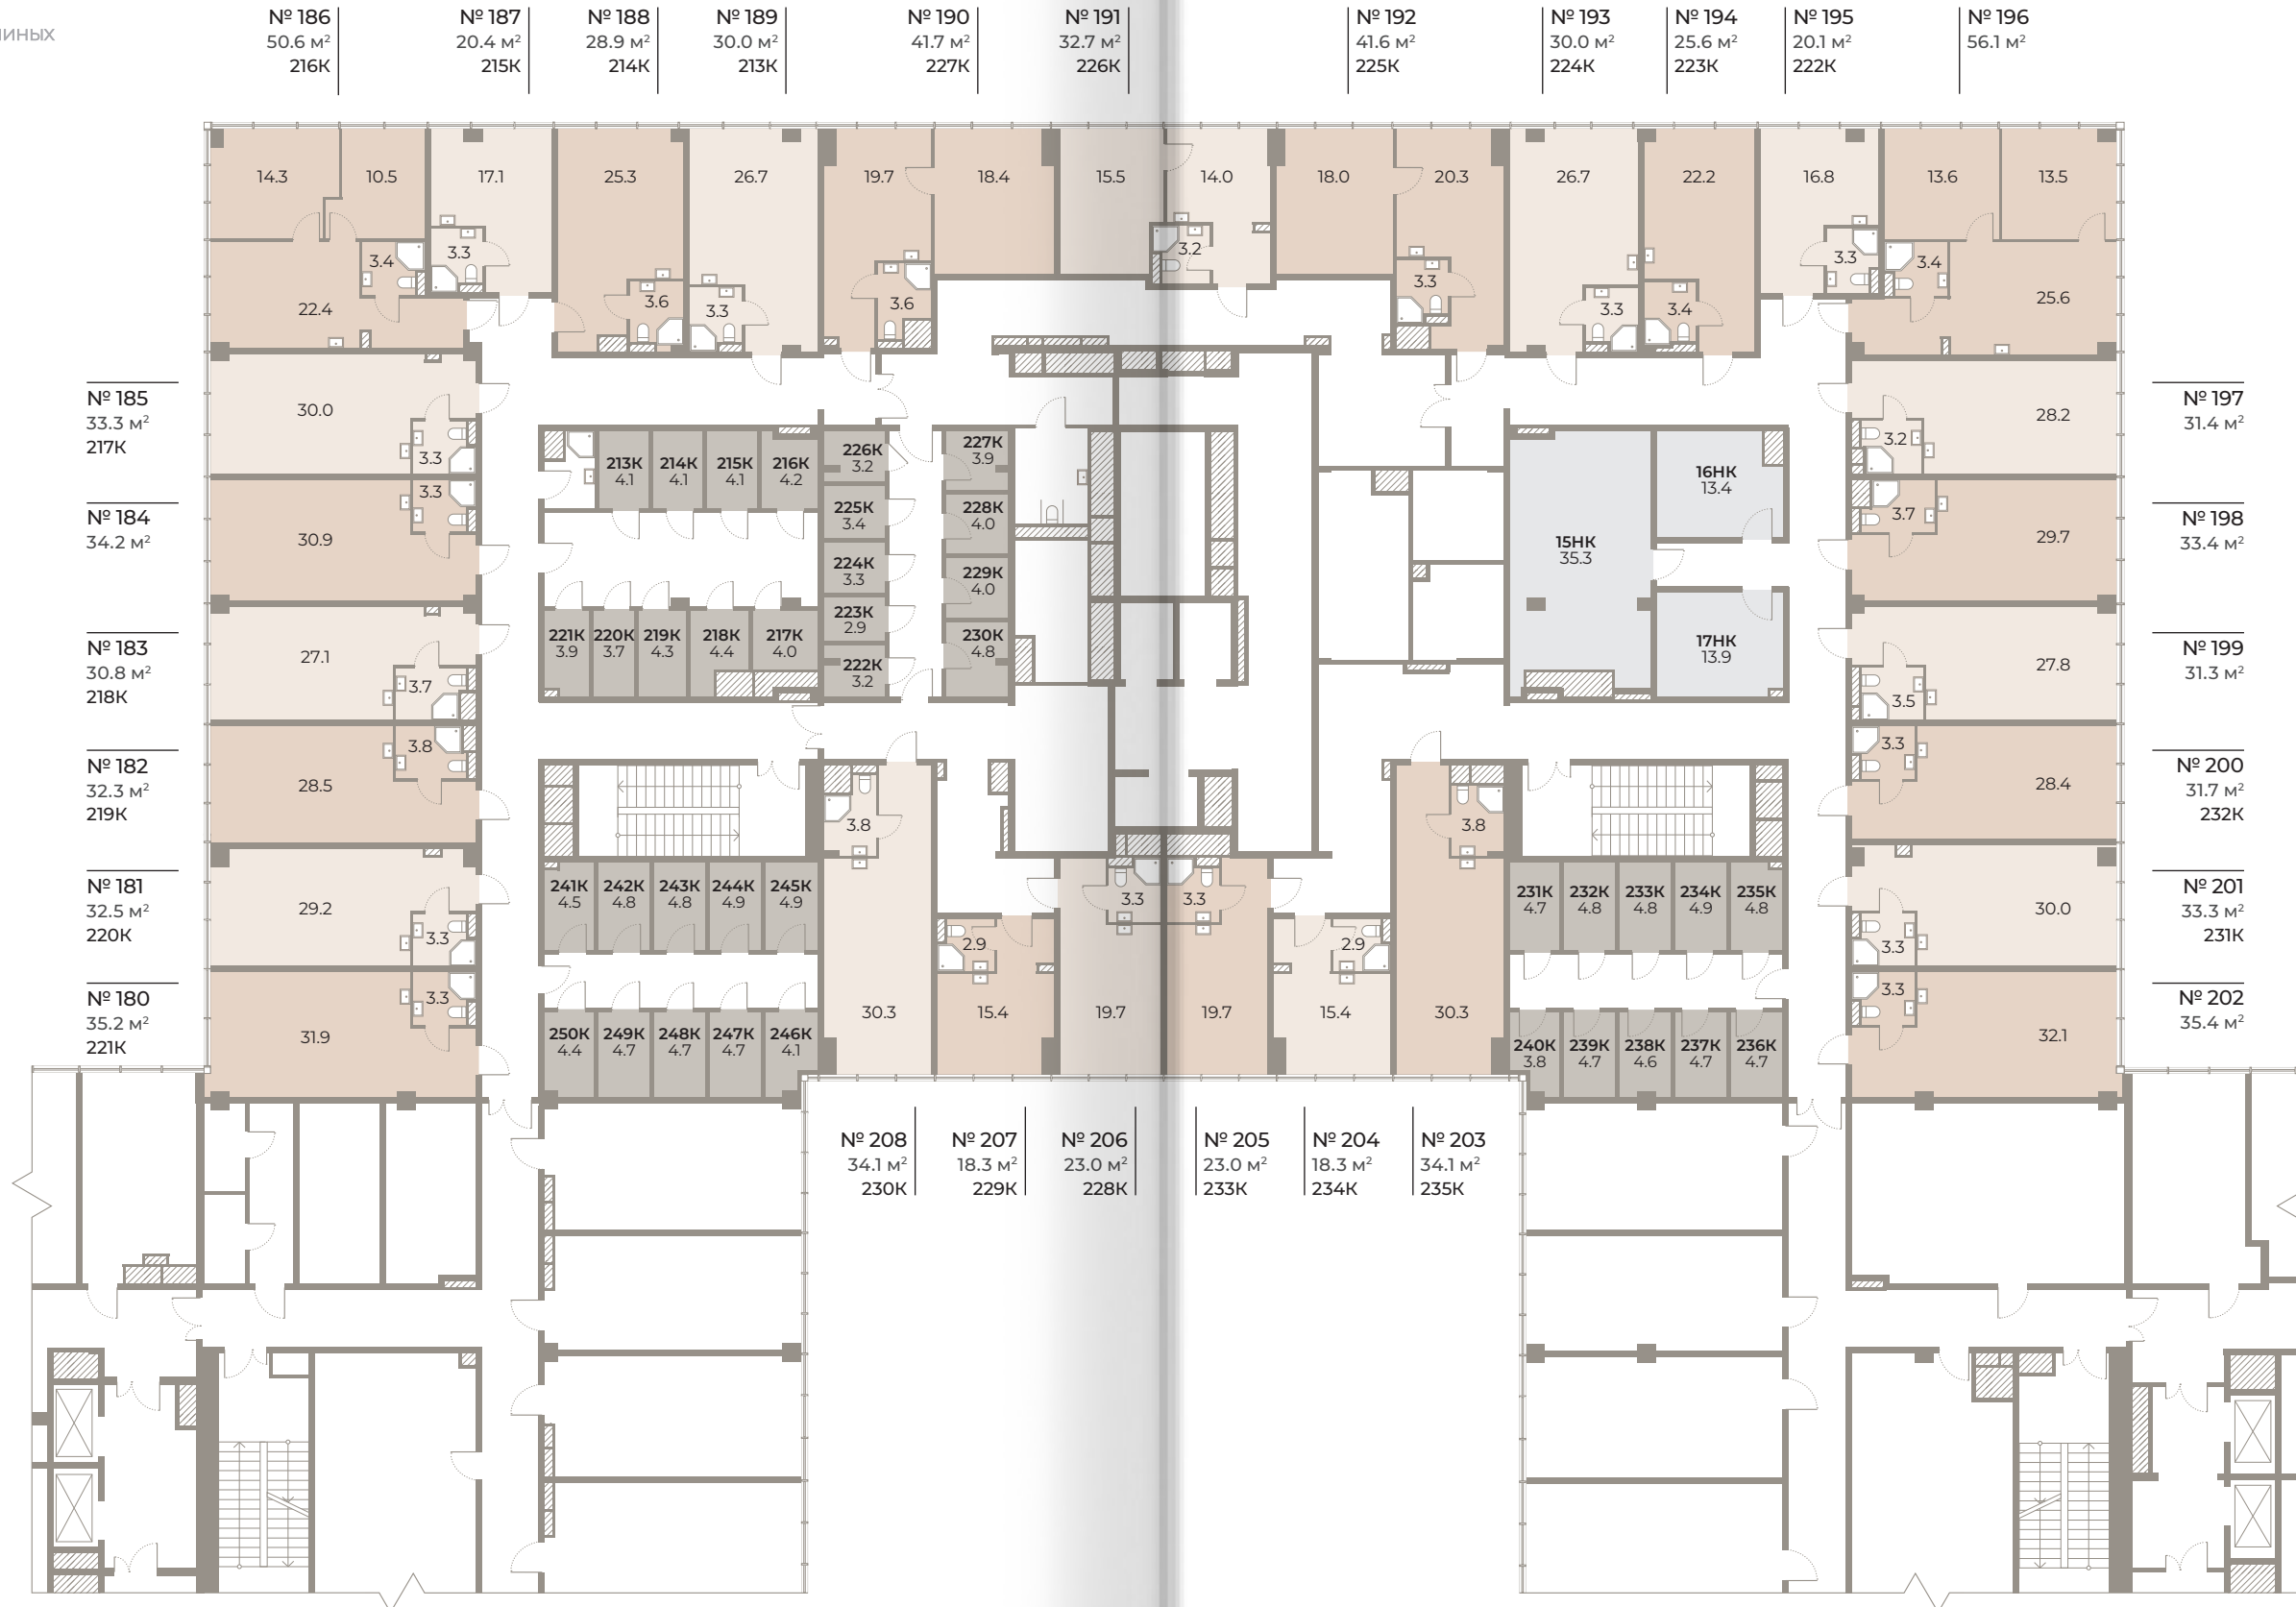 № 186
50.6 м²
216К
№ 187
20.4 м²
215К
№ 188
28.9 м²
214К
№ 189
30.0 м²
213К
№ 190
41.7 м²
227К
№ 191
32.7 м²
226К
№ 192
41.6 м²
225К
№ 193
30.0 м²
224К
№ 194
25.6 м²
223К
№ 195
20.1 м²
222К
№ 196
56.1 м²
14.3
10.5
17.1
25.3
26.7
19.7
18.4
15.5
14.0
18.0
20.3
26.7
22.2
16.8
13.6
13.5
3.4
3.3
3.6
3.3
3.6
3.2
3.3
3.3
3.4
3.3
3.4
22.4
25.6
№ 185
33.3 м²
217К
№ 184
34.2 м²
№ 183
30.8 м²
218К
№ 182
32.3 м²
219К
№ 181
32.5 м²
220К
№ 180
35.2 м²
221К
30.0
3.3
3.3
30.9
27.1
3.7
3.8
28.5
29.2
3.3
3.3
31.9
213К
4.1
214К
4.1
215К
4.1
216К
4.2
221К
3.9
220К
3.7
219К
4.3
218К
4.4
217К
4.0
226К
3.2
225К
3.4
224К
3.3
223К
2.9
222К
3.2
227К
3.9
228К
4.0
229К
4.0
230К
4.8
15НК
35.3
16НК
13.4
17НК
13.9
28.2
3.2
3.7
29.7
27.8
3.5
3.3
28.4
30.0
3.3
3.3
32.1
№ 197
31.4 м²
№ 198
33.4 м²
№ 199
31.3 м²
№ 200
31.7 м²
232К
№ 201
33.3 м²
231К
№ 202
35.4 м²
241К
4.5
242К
4.8
243К
4.8
244К
4.9
245К
4.9
250К
4.4
249К
4.7
248К
4.7
247К
4.7
246К
4.1
3.8
30.3
2.9
15.4
3.3
19.7
3.3
19.7
2.9
15.4
3.8
30.3
231К
4.7
232К
4.8
233К
4.8
234К
4.9
235К
4.8
240К
3.8
239К
4.7
238К
4.6
237К
4.7
236К
4.7
№ 208
34.1 м²
230К
№ 207
18.3 м²
229К
№ 206
23.0 м²
228К
№ 205
23.0 м²
233К
№ 204
18.3 м²
234К
№ 203
34.1 м²
235К